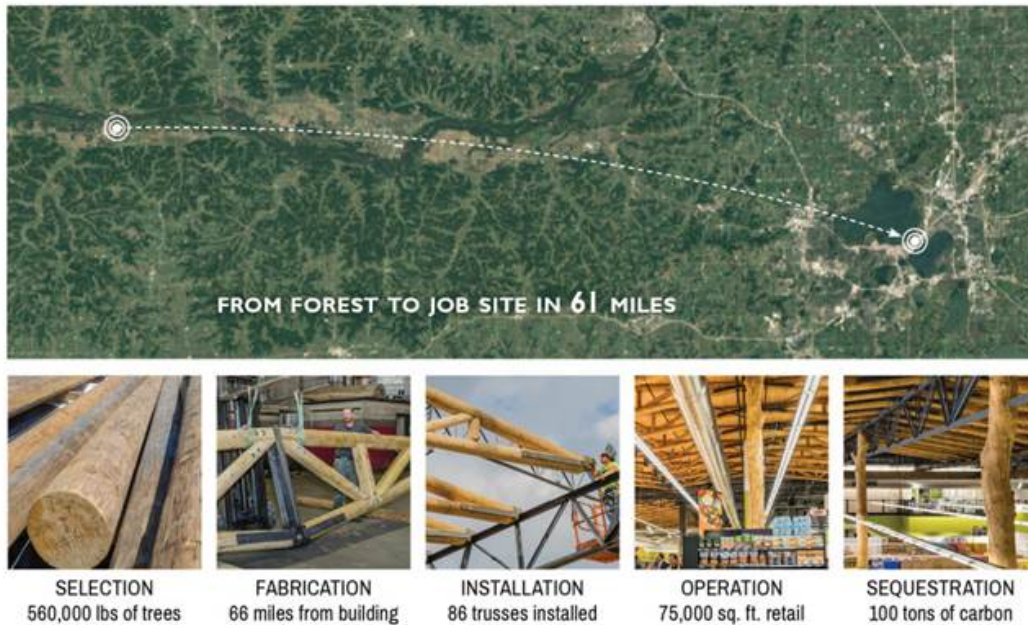 FROM FOREST TO JOB SITE IN 61 MILES
SELECTION
560,000 lbs of trees
FABRICATION
66 miles from building
INSTALLATION
86 trusses installed
OPERATION
75,000 sq. ft. retail
SEQUESTRATION
100 tons of carbon